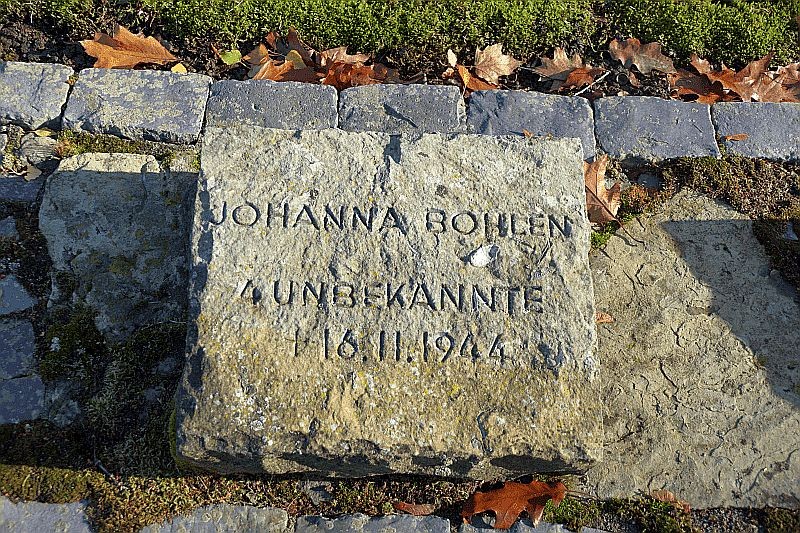 JOHANNA BOHLEN
4 UNBEKANNTE
† 16.11.1944